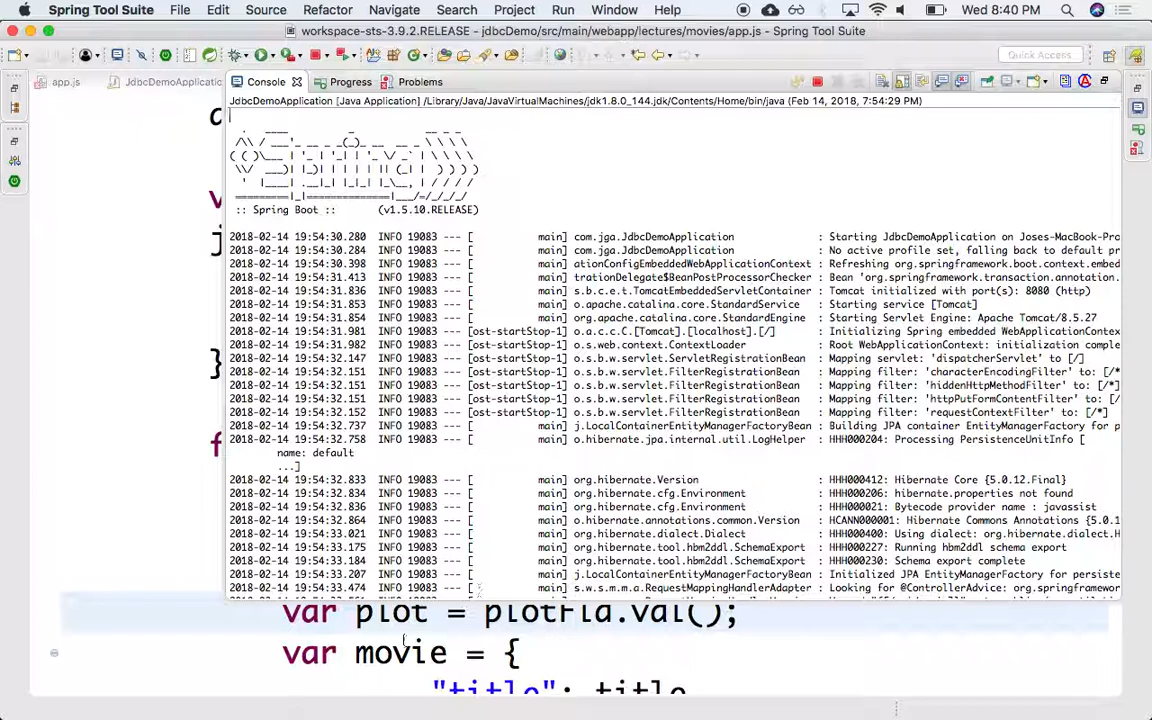 Spring Tool Suite File Edit Source Refactor Navigate Search Project Run Window Help Wed 8:40 PM
workspace-sts-3.9.2.RELEASE - jdbcDemo/src/main/webapp/lectures/movies/app.js - Spring Tool Suite
Quick Access
app.js JdbcDemoApplicatio Console Progress Problems
JdbcDemoApplication [Java Application] /Library/Java/JavaVirtualMachines/jdk1.8.0_144.jdk/Contents/Home/bin/java (Feb 14, 2018, 7:54:29 PM)
:: Spring Boot :: (v1.5.10.RELEASE)
2018-02-14 19:54:30.280 INFO 19083 --- [ main] com.jga.JdbcDemoApplication : Starting JdbcDemoApplication on Joses-MacBook-Pro
2018-02-14 19:54:30.284 INFO 19083 --- [ main] com.jga.JdbcDemoApplication : No active profile set, falling back to default pr
2018-02-14 19:54:30.398 INFO 19083 --- [ main] ationConfigEmbeddedWebApplicationContext : Refreshing org.springframework.boot.context.embed
2018-02-14 19:54:31.413 INFO 19083 --- [ main] trationDelegate$BeanPostProcessorChecker : Bean 'org.springframework.transaction.annotation.
2018-02-14 19:54:31.836 INFO 19083 --- [ main] s.b.c.e.t.TomcatEmbeddedServletContainer : Tomcat initialized with port(s): 8080 (http)
2018-02-14 19:54:31.853 INFO 19083 --- [ main] o.apache.catalina.core.StandardService : Starting service [Tomcat]
2018-02-14 19:54:31.854 INFO 19083 --- [ main] org.apache.catalina.core.StandardEngine : Starting Servlet Engine: Apache Tomcat/8.5.27
2018-02-14 19:54:31.981 INFO 19083 --- [ost-startStop-1] o.a.c.c.C.[Tomcat].[localhost].[/] : Initializing Spring embedded WebApplicationContex
2018-02-14 19:54:31.982 INFO 19083 --- [ost-startStop-1] o.s.web.context.ContextLoader : Root WebApplicationContext: initialization comple
2018-02-14 19:54:32.147 INFO 19083 --- [ost-startStop-1] o.s.b.w.servlet.ServletRegistrationBean : Mapping servlet: 'dispatcherServlet' to [/]
2018-02-14 19:54:32.151 INFO 19083 --- [ost-startStop-1] o.s.b.w.servlet.FilterRegistrationBean : Mapping filter: 'characterEncodingFilter' to: [/*
2018-02-14 19:54:32.151 INFO 19083 --- [ost-startStop-1] o.s.b.w.servlet.FilterRegistrationBean : Mapping filter: 'hiddenHttpMethodFilter' to: [/*]
2018-02-14 19:54:32.151 INFO 19083 --- [ost-startStop-1] o.s.b.w.servlet.FilterRegistrationBean : Mapping filter: 'httpPutFormContentFilter' to: [/
2018-02-14 19:54:32.152 INFO 19083 --- [ost-startStop-1] o.s.b.w.servlet.FilterRegistrationBean : Mapping filter: 'requestContextFilter' to: [/*]
2018-02-14 19:54:32.737 INFO 19083 --- [ main] j.LocalContainerEntityManagerFactoryBean : Building JPA container EntityManagerFactory for p
2018-02-14 19:54:32.758 INFO 19083 --- [ main] o.hibernate.jpa.internal.util.LogHelper : HHH000204: Processing PersistenceUnitInfo [
name: default
...]
2018-02-14 19:54:32.833 INFO 19083 --- [ main] org.hibernate.Version : HHH000412: Hibernate Core {5.0.12.Final}
2018-02-14 19:54:32.834 INFO 19083 --- [ main] org.hibernate.cfg.Environment : HHH000206: hibernate.properties not found
2018-02-14 19:54:32.836 INFO 19083 --- [ main] org.hibernate.cfg.Environment : HHH000021: Bytecode provider name : javassist
2018-02-14 19:54:32.864 INFO 19083 --- [ main] o.hibernate.annotations.common.Version : HCANN000001: Hibernate Commons Annotations {5.0.1
2018-02-14 19:54:33.021 INFO 19083 --- [ main] org.hibernate.dialect.Dialect : HHH000400: Using dialect: org.hibernate.dialect.H
2018-02-14 19:54:33.175 INFO 19083 --- [ main] org.hibernate.tool.hbm2ddl.SchemaExport : HHH000227: Running hbm2ddl schema export
2018-02-14 19:54:33.184 INFO 19083 --- [ main] org.hibernate.tool.hbm2ddl.SchemaExport : HHH000230: Schema export complete
2018-02-14 19:54:33.207 INFO 19083 --- [ main] j.LocalContainerEntityManagerFactoryBean : Initialized JPA EntityManagerFactory for persiste
2018-02-14 19:54:33.474 INFO 19083 --- [ main] s.w.s.m.m.a.RequestMappingHandlerAdapter : Looking for @ControllerAdvice: org.springframewor
var plot = plotFld.val();
var movie = {
"title": title